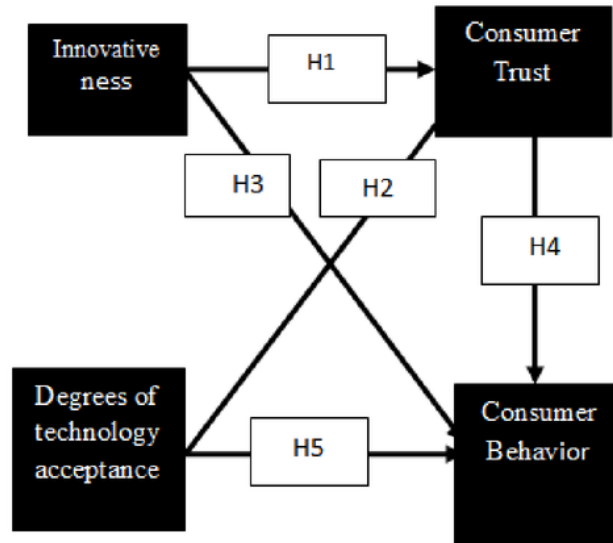 Innovative
ness
H1
Consumer
Trust
H3
H2
H4
Degrees of
technology
acceptance
H5
Consumer
Behavior